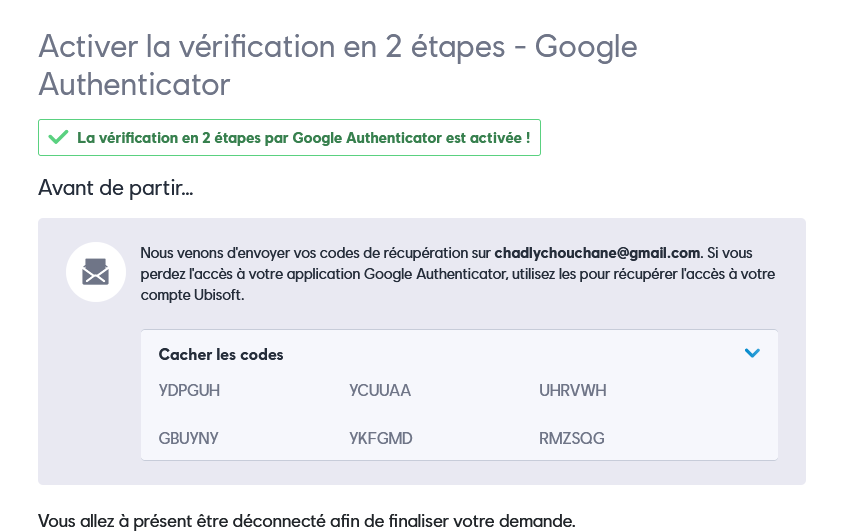 Activer la vérification en 2 étapes - Google
Authenticator
La vérification en 2 étapes par Google Authenticator est activée !
Avant de partir...
Nous venons d'envoyer vos codes de récupération sur chadlychouchane@gmail.com. Si vous
perdez l'accès à votre application Google Authenticator, utilisez les pour récupérer l'accès à votre
compte Ubisoft.
Cacher les codes
YDPGUH YCUUAA UHRVWH
GBUYNY YKFGMD RMZSQG
Vous allez à présent être déconnecté afin de finaliser votre demande.